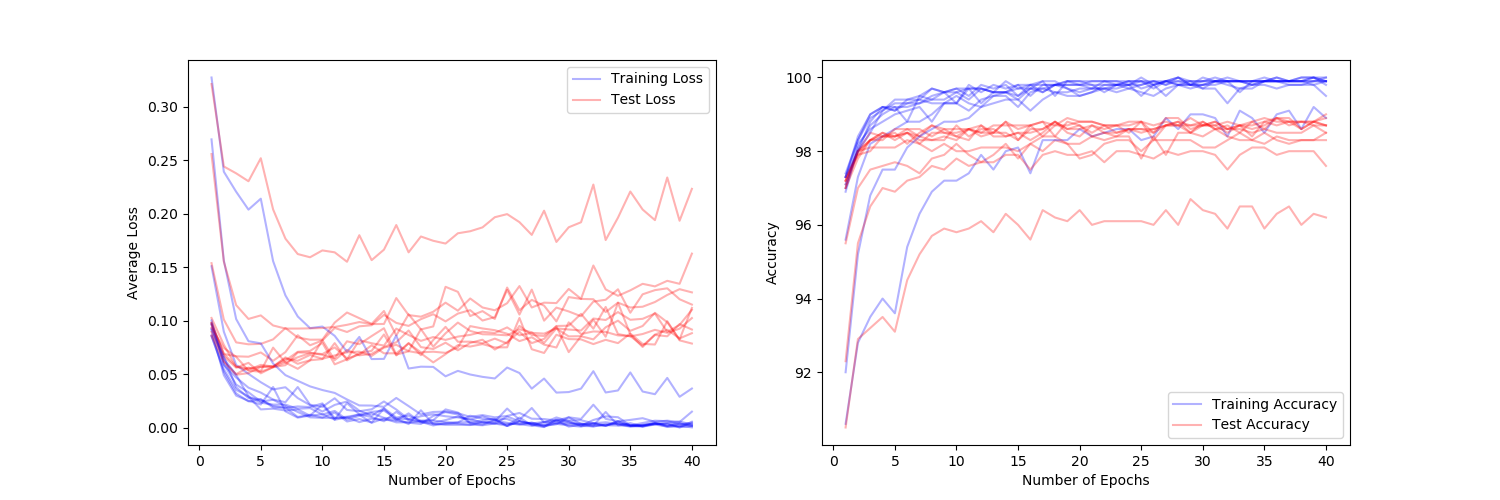 Training Loss
Test Loss
0.30
0.25
0.20
0.15
0.10
0.05
0.00
Average Loss
0 5 10 15 20 25 30 35 40
Number of Epochs
100
98
96
94
92
Accuracy
Training Accuracy
Test Accuracy
0 5 10 15 20 25 30 35 40
Number of Epochs